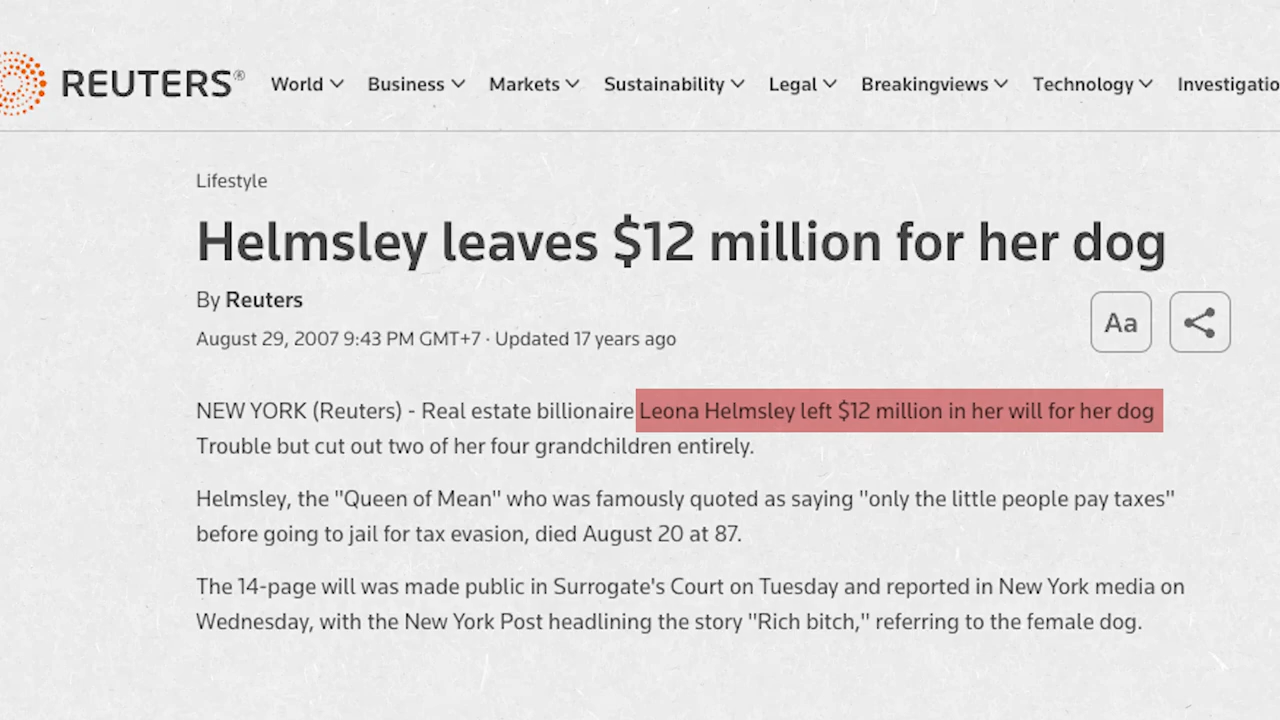 REUTERS® World Business Markets Sustainability Legal Breakingviews Technology Investigatio
Lifestyle
Helmsley leaves $12 million for her dog
By Reuters
August 29, 2007 9:43 PM GMT+7 · Updated 17 years ago
Aa
NEW YORK (Reuters) - Real estate billionaire Leona Helmsley left $12 million in her will for her dog
Trouble but cut out two of her four grandchildren entirely.
Helmsley, the "Queen of Mean" who was famously quoted as saying "only the little people pay taxes"
before going to jail for tax evasion, died August 20 at 87.
The 14-page will was made public in Surrogate's Court on Tuesday and reported in New York media on
Wednesday, with the New York Post headlining the story "Rich bitch," referring to the female dog.